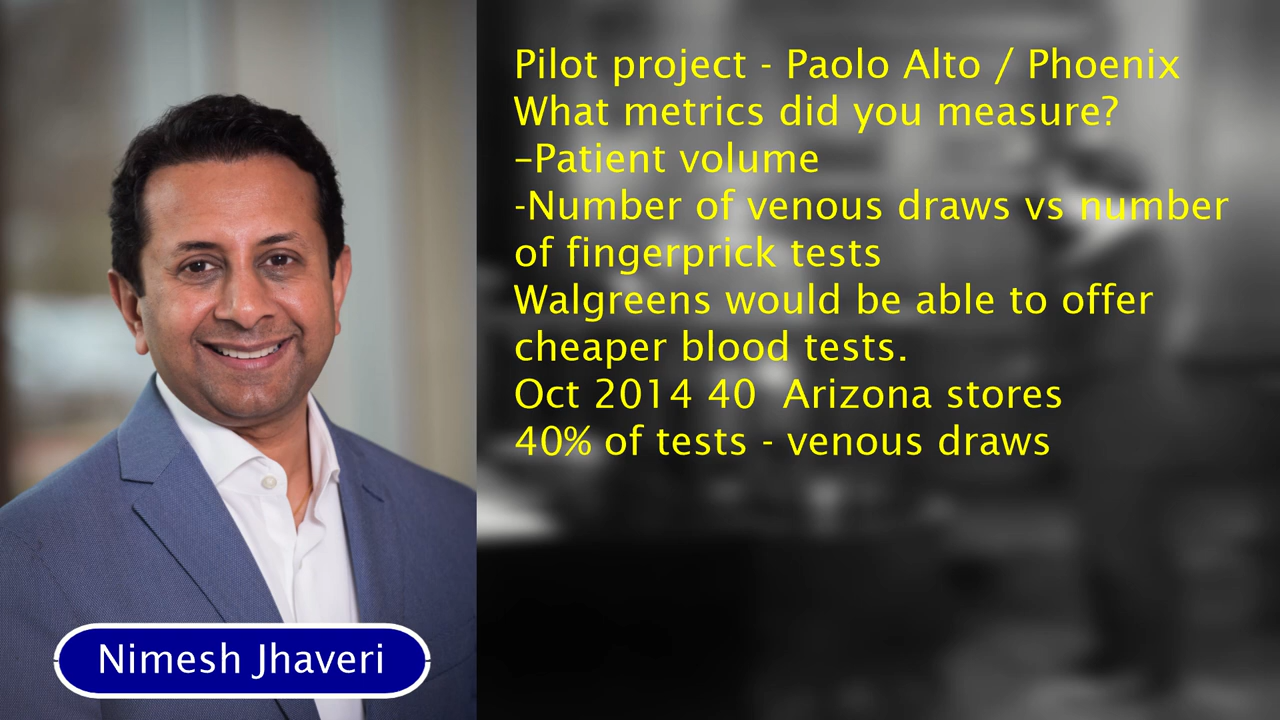 Pilot project - Paolo Alto / Phoenix
What metrics did you measure?
–Patient volume
-Number of venous draws vs number
of fingerprick tests
Walgreens would be able to offer
cheaper blood tests.
Oct 2014 40  Arizona stores
40% of tests - venous draws
Nimesh Jhaveri